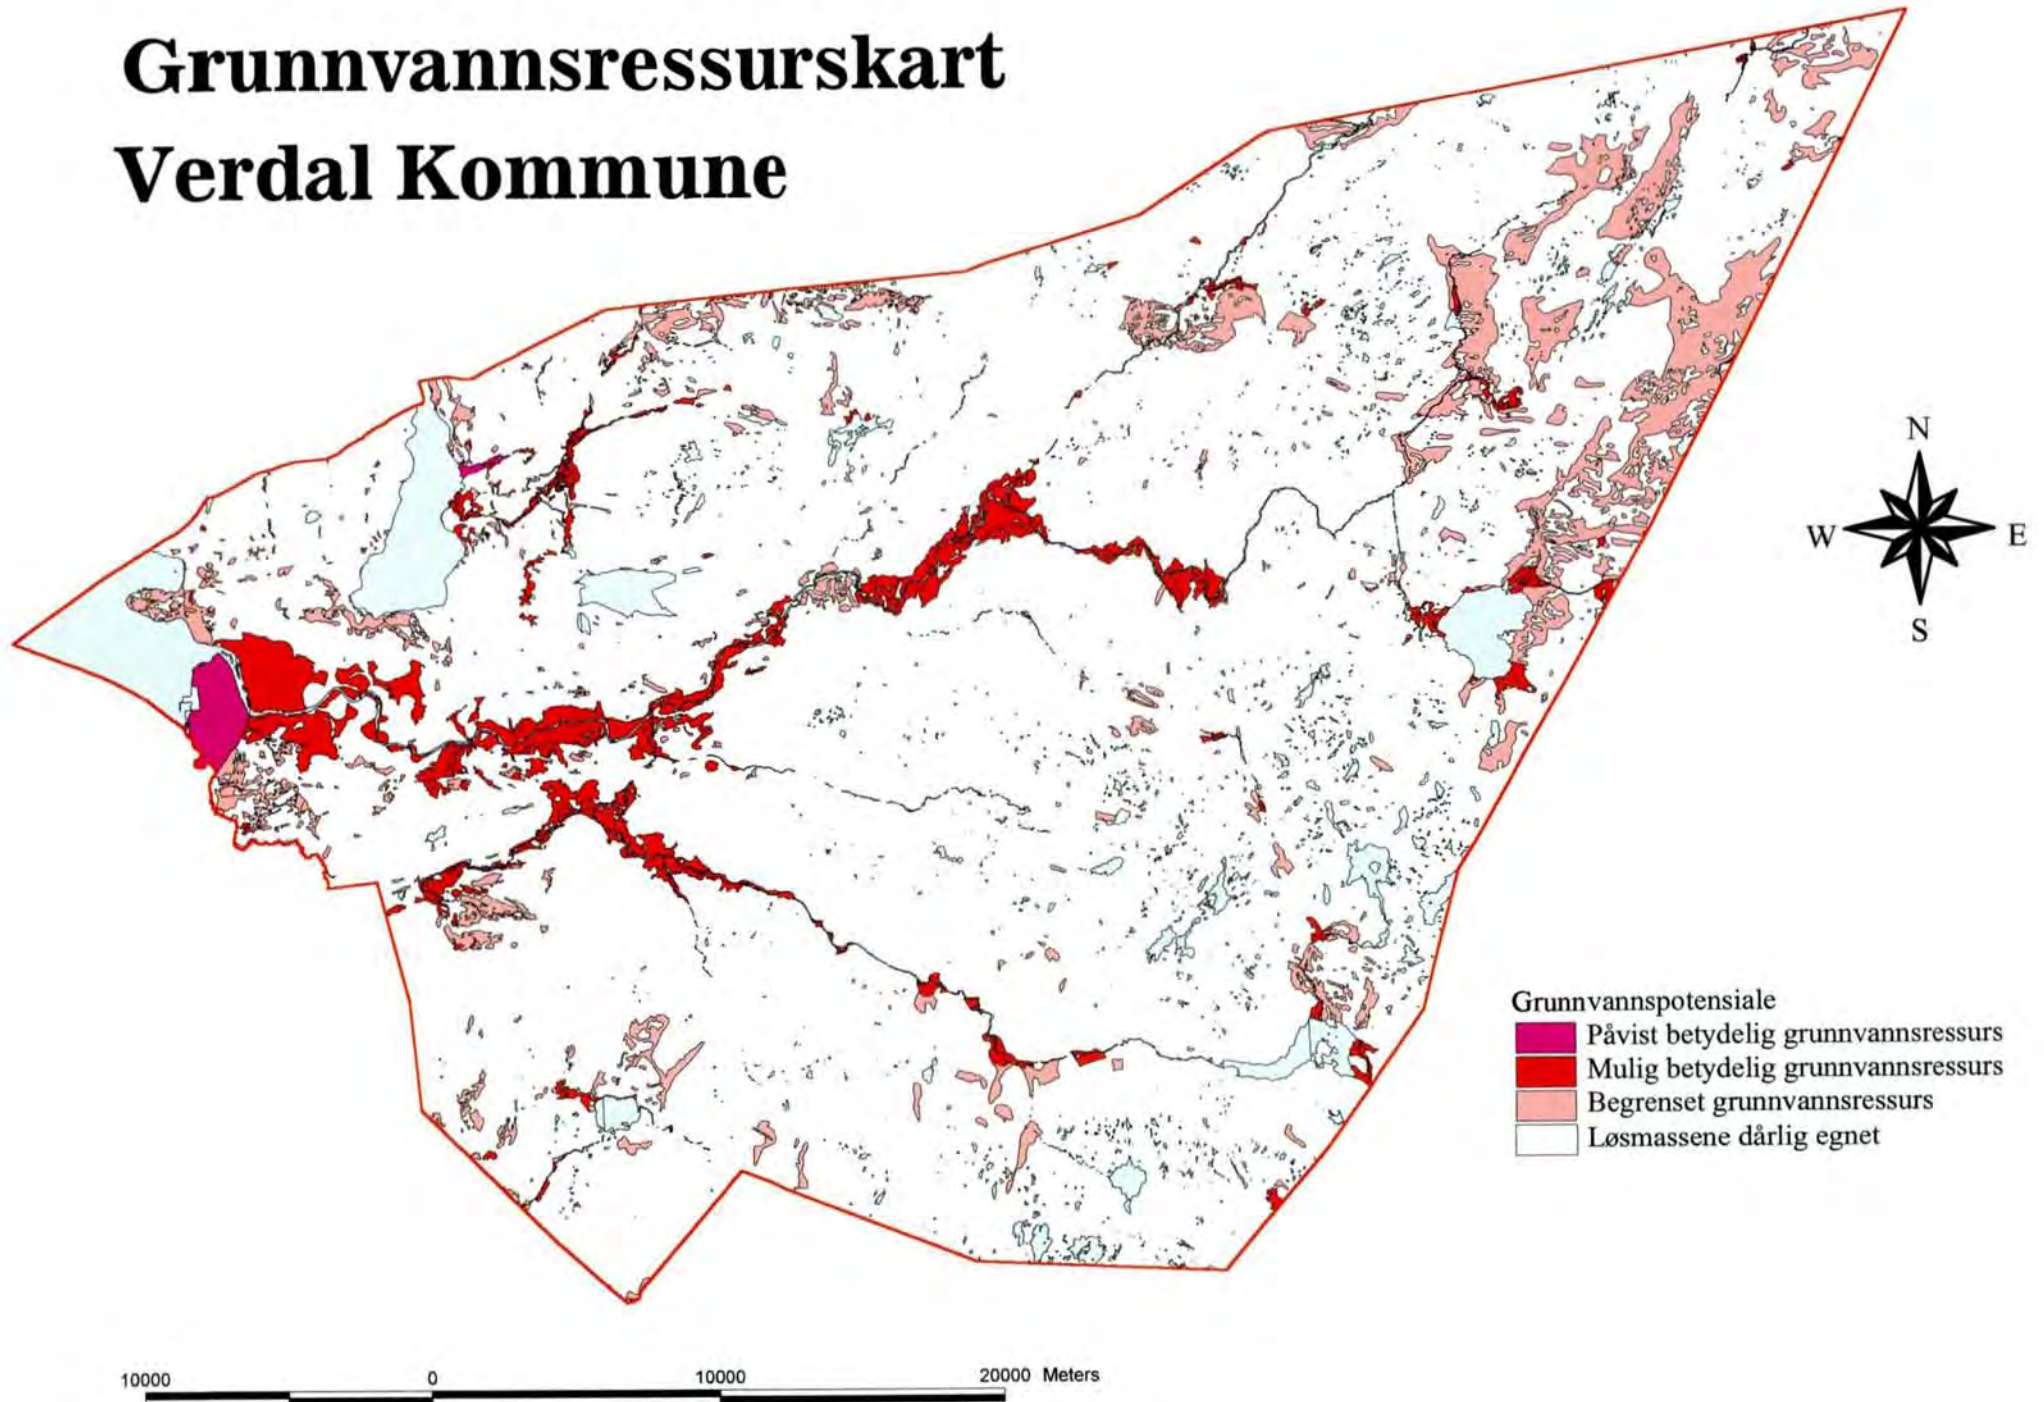 Grunnvannsressurskart
Verdal Kommune
N
W E
S
Grunnvannspotensiale
Påvist betydelig grunnvannsressurs
Mulig betydelig grunnvannsressurs
Begrenset grunnvannsressurs
Løsmassene dårlig egnet
10000 0 10000 20000 Meters